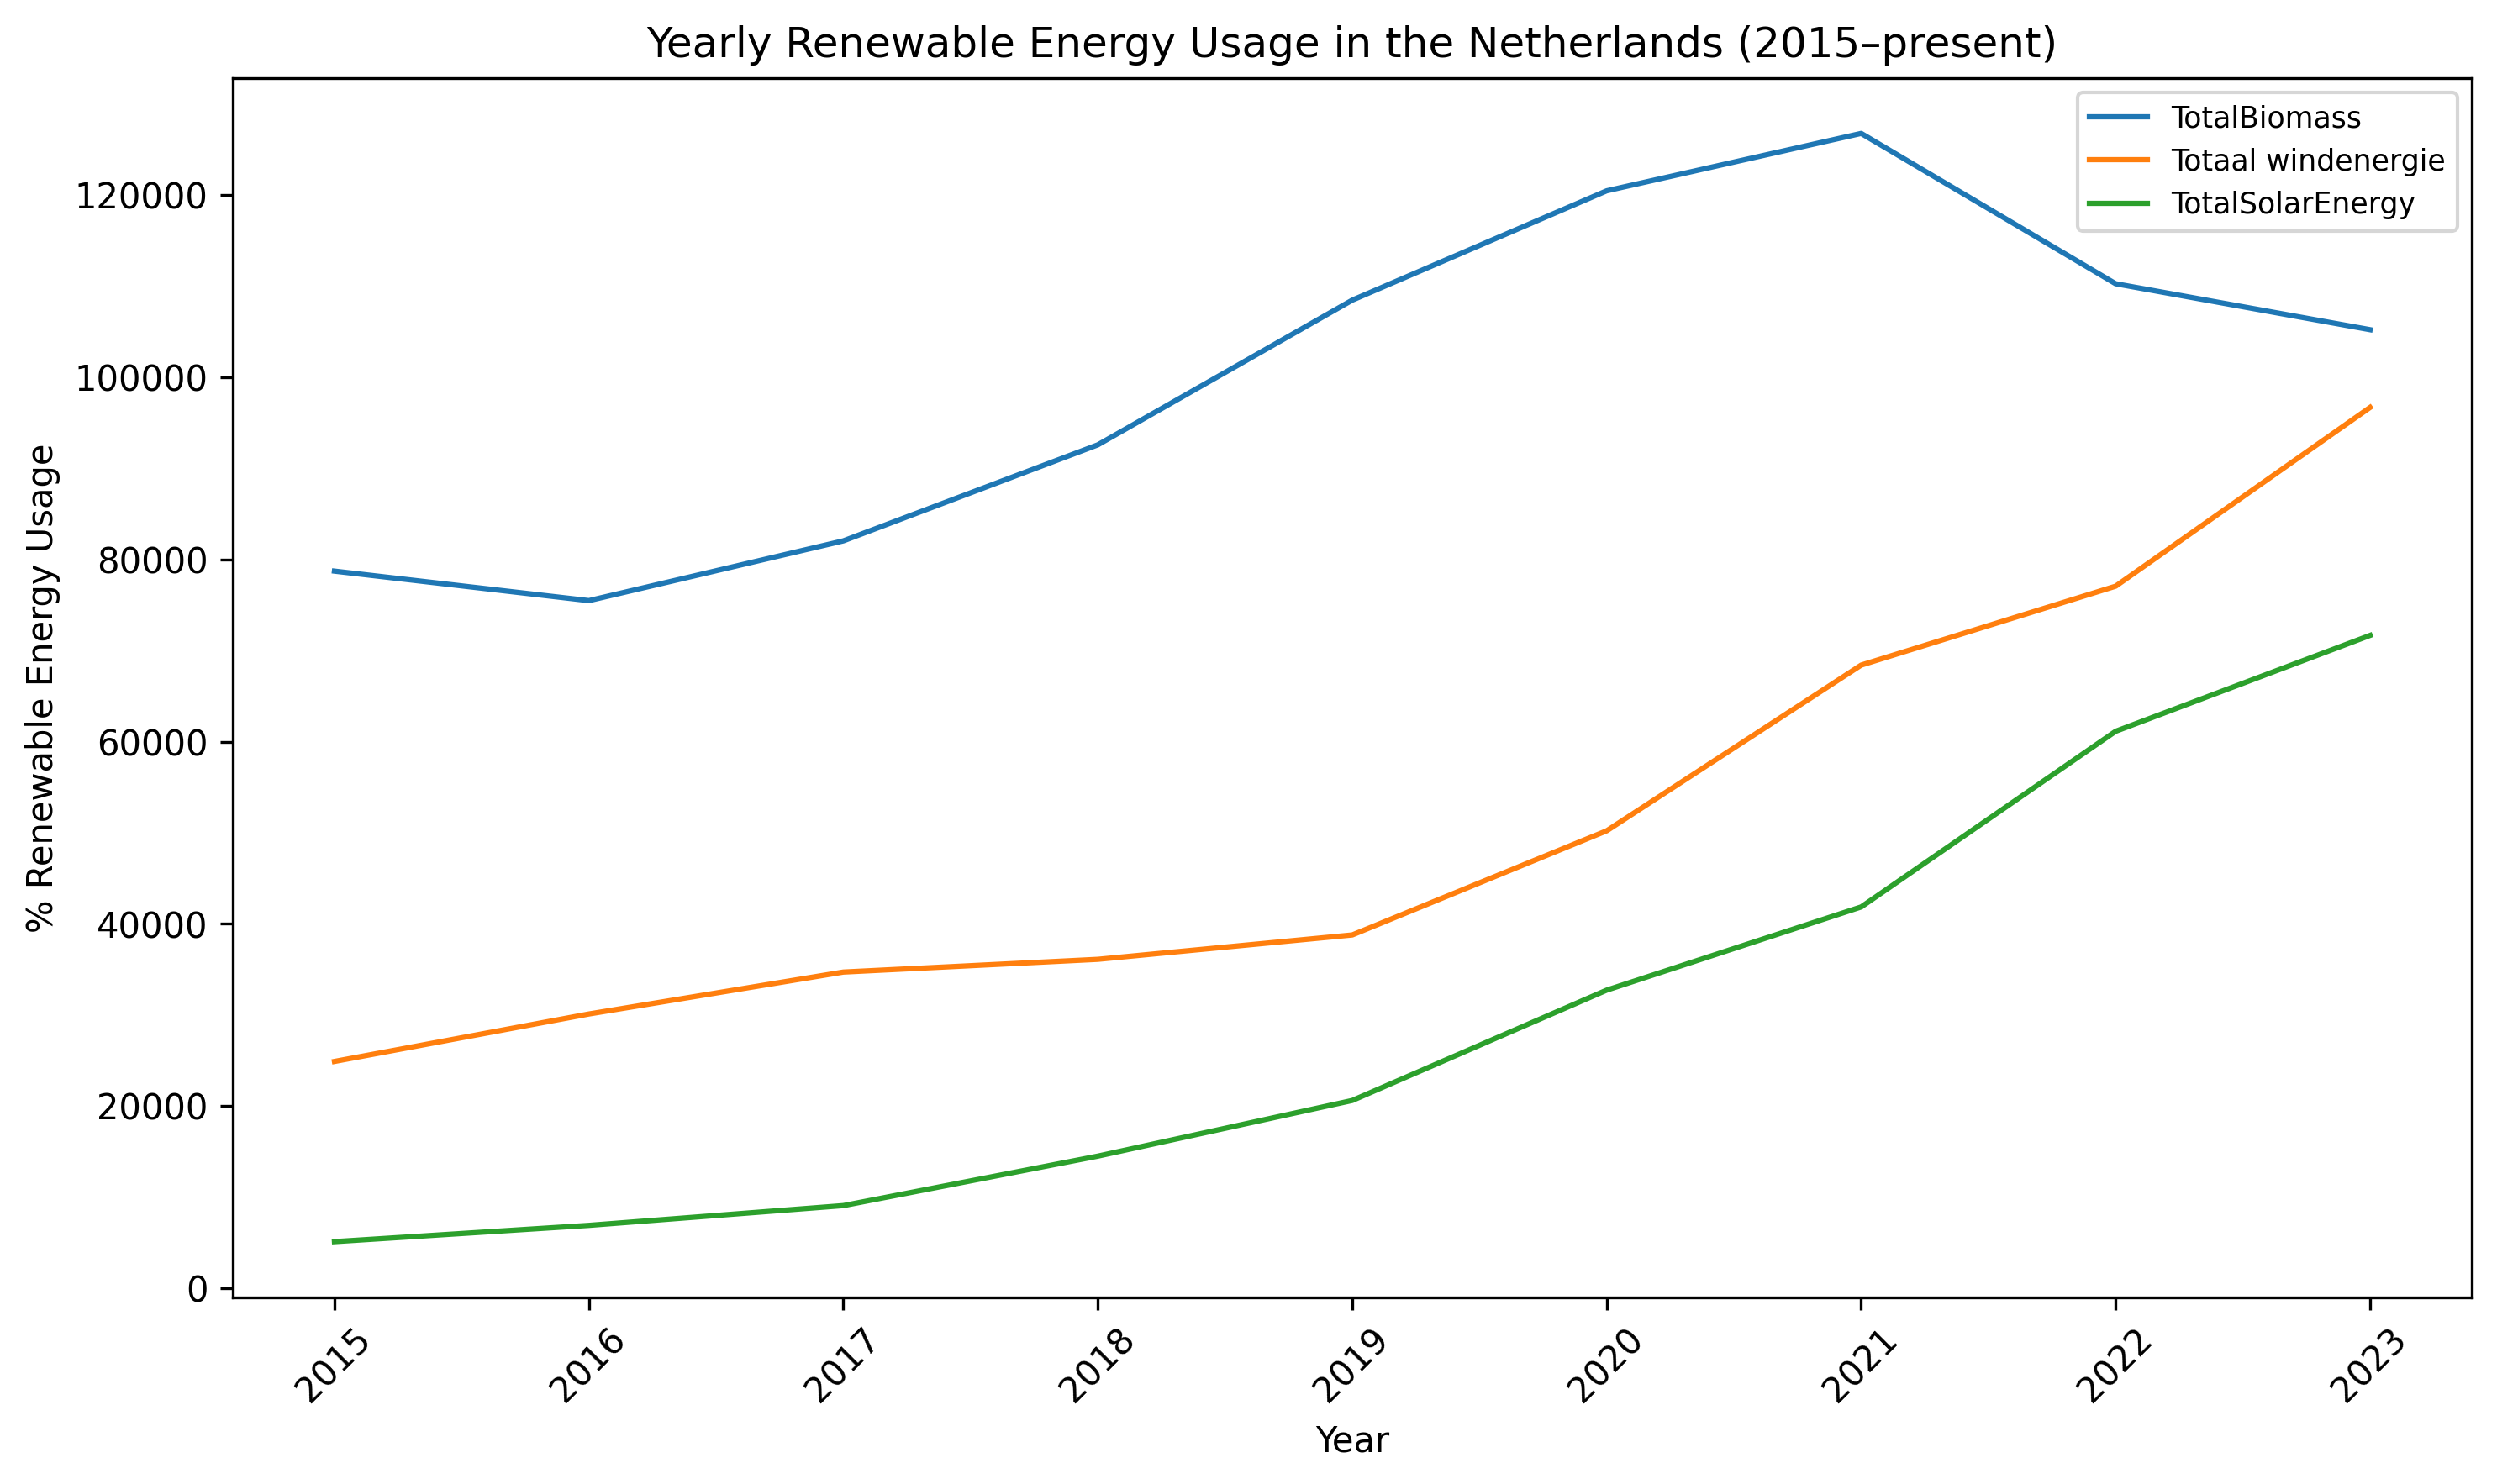 Yearly Renewable Energy Usage in the Netherlands (2015–present)
TotalBiomass
Totaal windenergie
TotalSolarEnergy
% Renewable Energy Usage
120000
100000
80000
60000
40000
20000
0
2015
2016
2017
2018
2019
2020
2021
2022
2023
Year